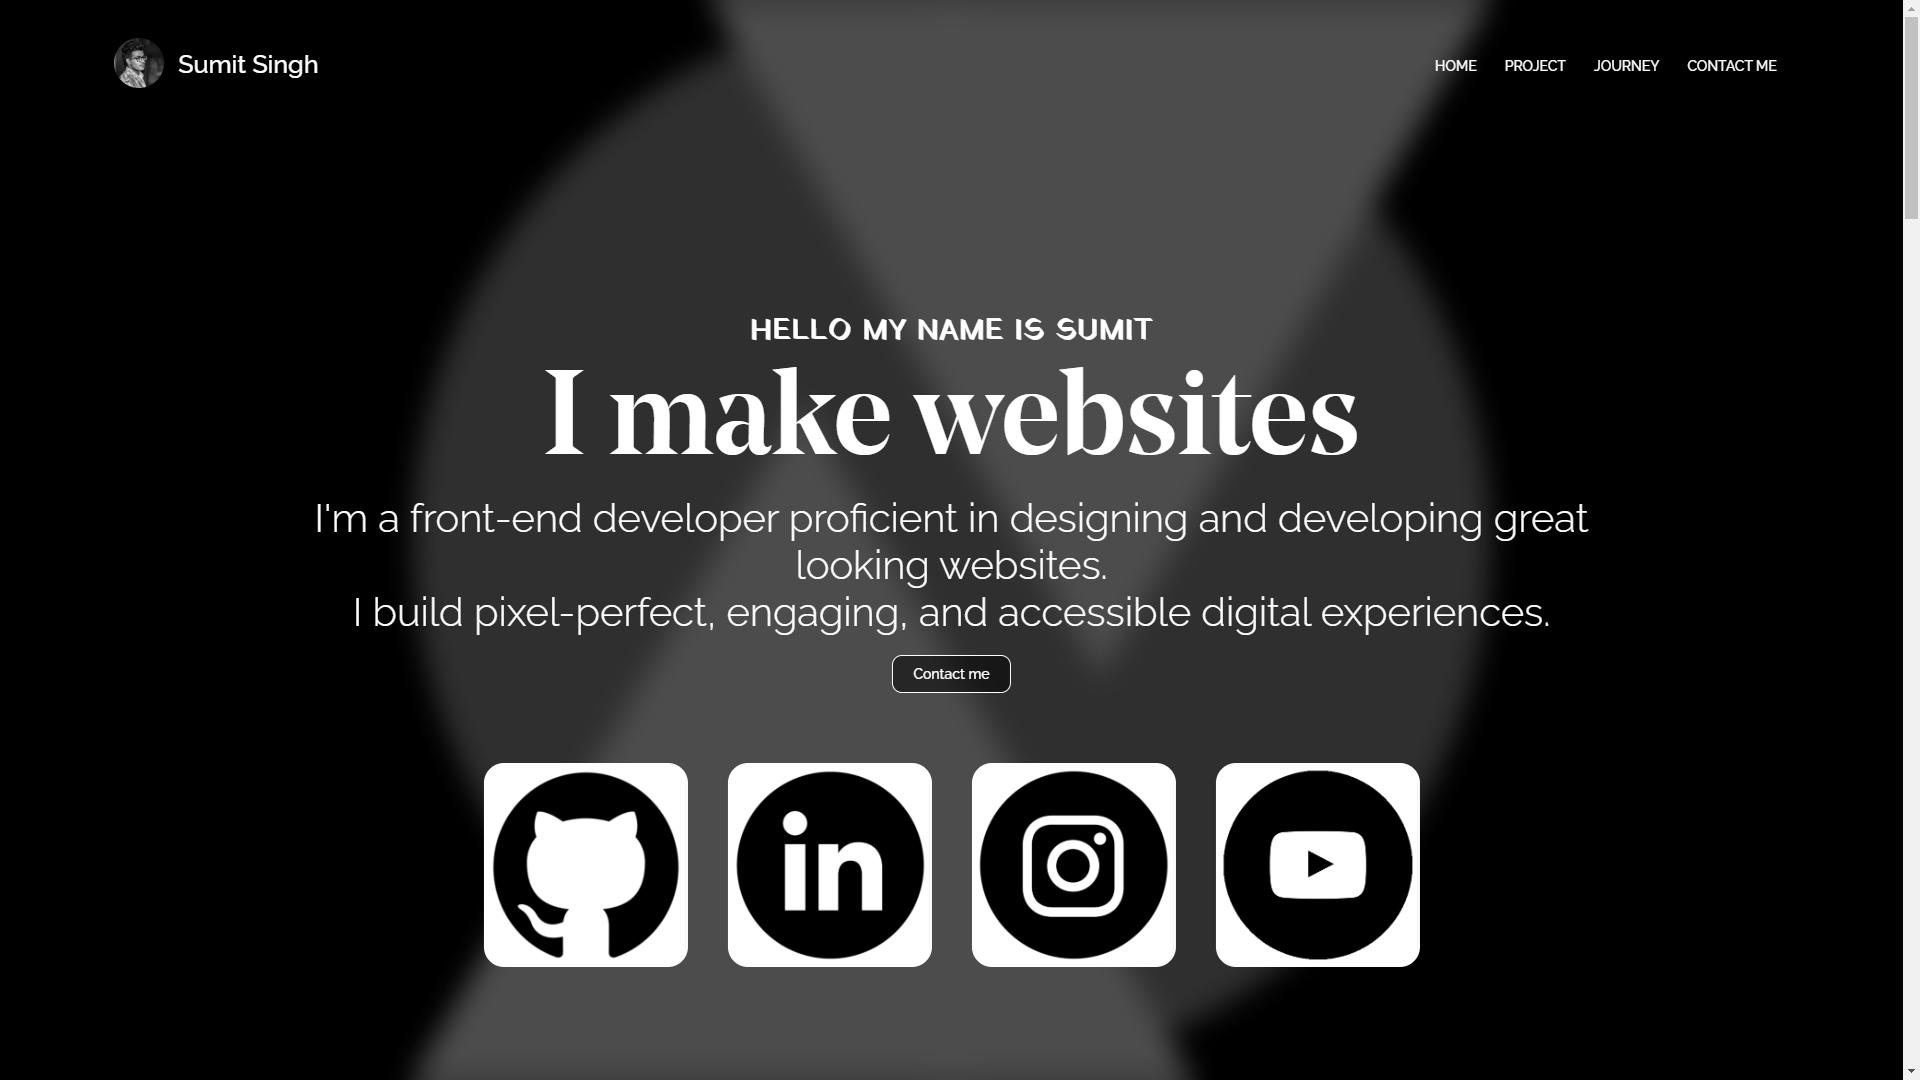 Sumit Singh
HOME PROJECT JOURNEY CONTACT ME
HELLO MY NAME IS SUMIT
I make websites
I'm a front-end developer proficient in designing and developing great
looking websites.
I build pixel-perfect, engaging, and accessible digital experiences.
Contact me
in